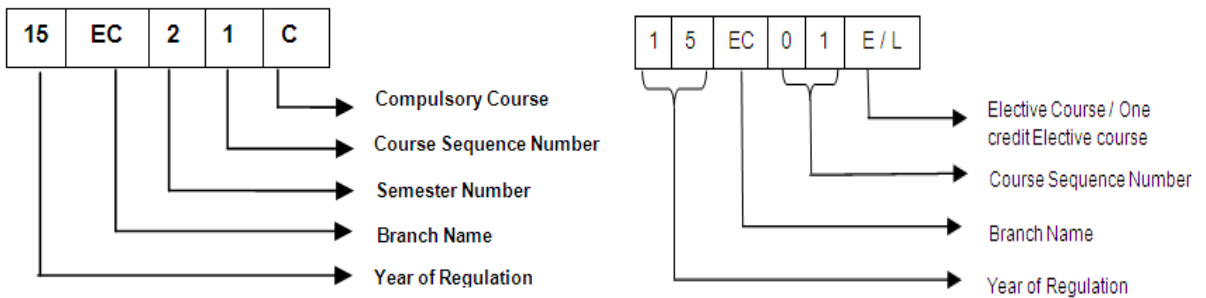 15 EC 2 1 C
Compulsory Course
Course Sequence Number
Semester Number
Branch Name
Year of Regulation
1 5 EC 0 1 E / L
Elective Course / One
credit Elective course
Course Sequence Number
Branch Name
Year of Regulation